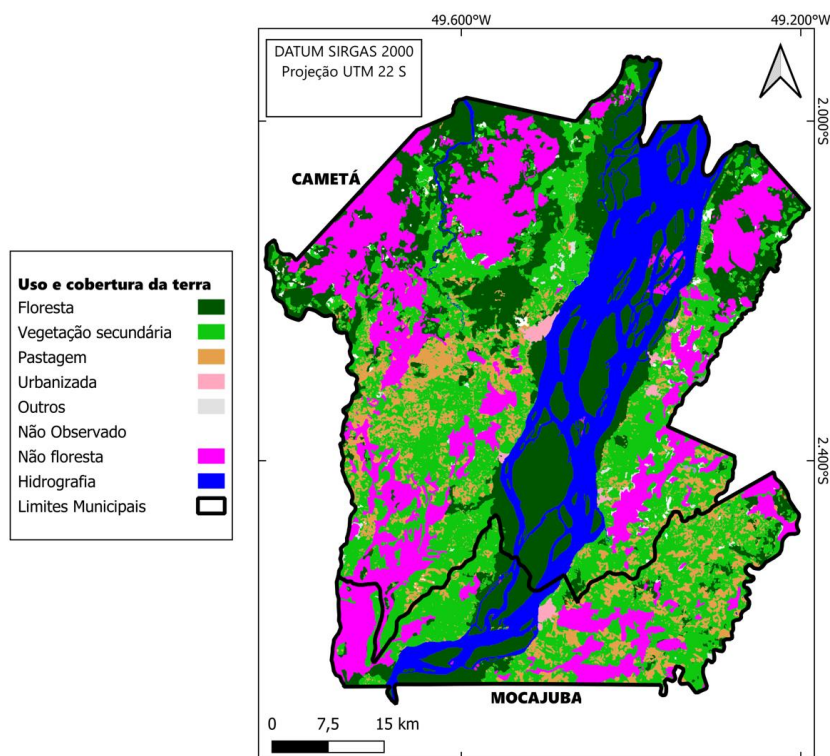 49.600°W
49.200°W
DATUM SIRGAS 2000
Projeção UTM 22 S
2.000°S
CAMETÁ
Uso e cobertura da terra
Floresta
Vegetação secundária
Pastagem
Urbanizada
Outros
Não Observado
Não floresta
Hidrografia
Limites Municipais
2.400°S
MOCAJUBA
0 7,5 15 km